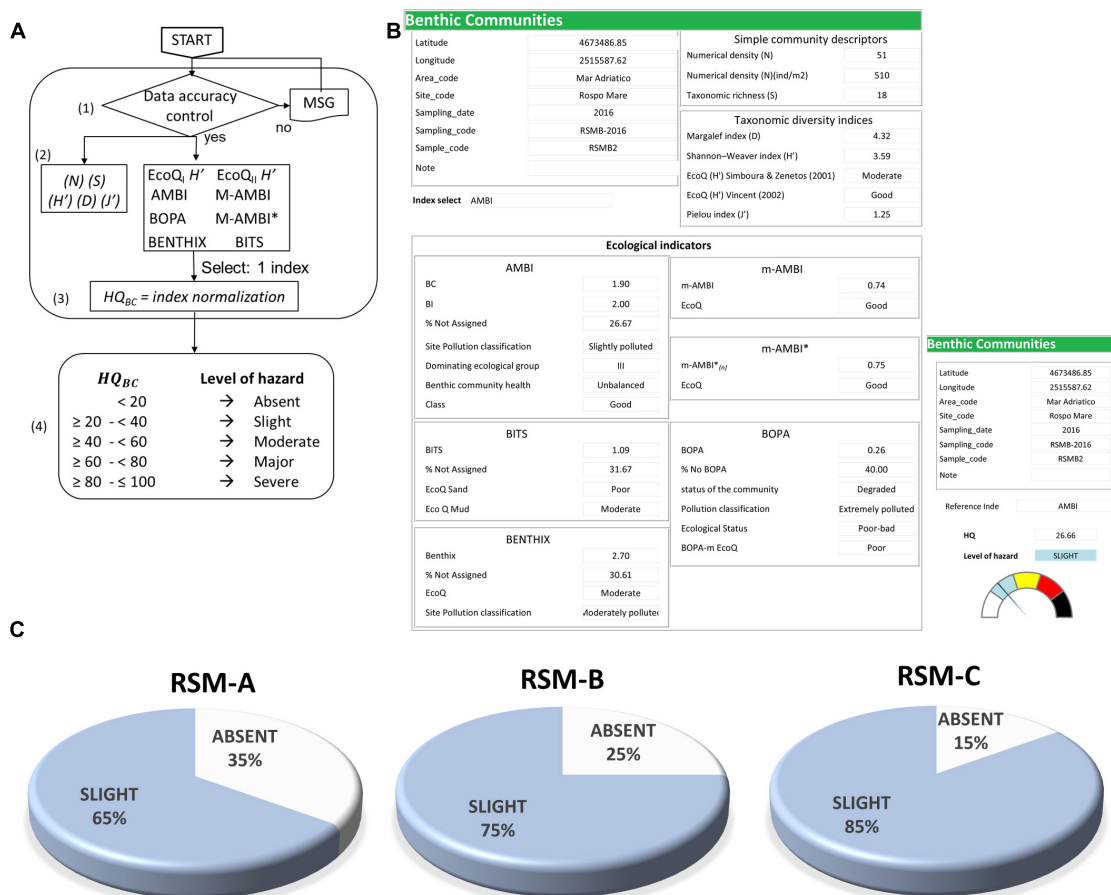 A
START
(1)
Data accuracy
control
MSG
no
yes
(2)
(N) (S)
(H') (D) (J')
EcoQI H' EcoQII H'
AMBI M-AMBI
BOPA M-AMBI*
BENTHIX BITS
Select: 1 index
(3)
HQBC = index normalization
(4)
HQBC Level of hazard
< 20 → Absent
≥ 20 - < 40 → Slight
≥ 40 - < 60 → Moderate
≥ 60 - < 80 → Major
≥ 80 - ≤ 100 → Severe
B
Benthic Communities
Latitude 4673486.85
Longitude 2515587.62
Area_code Mar Adriatico
Site_code Rospo Mare
Sampling_date 2016
Sampling_code RSMB-2016
Sample_code RSMB2
Note
Index select AMBI
Simple community descriptors
Numerical density (N) 51
Numerical density (N)(ind/m2) 510
Taxonomic richness (S) 18
Taxonomic diversity indices
Margalef index (D) 4.32
Shannon–Weaver index (H') 3.59
EcoQ (H') Simboura & Zenetos (2001) Moderate
EcoQ (H') Vincent (2002) Good
Pielou index (J') 1.25
Ecological indicators
AMBI
BC 1.90
BI 2.00
% Not Assigned 26.67
Site Pollution classification Slightly polluted
Dominating ecological group III
Benthic community health Unbalanced
Class Good
m-AMBI
m-AMBI 0.74
EcoQ Good
m-AMBI*
m-AMBI*(n) 0.75
EcoQ Good
BITS
BITS 1.09
% Not Assigned 31.67
EcoQ Sand Poor
Eco Q Mud Moderate
BOPA
BOPA 0.26
% No BOPA 40.00
status of the community Degraded
Pollution classification Extremely polluted
Ecological Status Poor-bad
BOPA-m EcoQ Poor
BENTHIX
Benthix 2.70
% Not Assigned 30.61
EcoQ Moderate
Site Pollution classification Moderately polluted
Benthic Communities
Latitude 4673486.85
Longitude 2515587.62
Area_code Mar Adriatico
Site_code Rospo Mare
Sampling_date 2016
Sampling_code RSMB-2016
Sample_code RSMB2
Note
Reference Inde AMBI
HQ 26.66
Level of hazard SLIGHT
C
RSM-A
ABSENT
35%
SLIGHT
65%
RSM-B
ABSENT
25%
SLIGHT
75%
RSM-C
ABSENT
15%
SLIGHT
85%